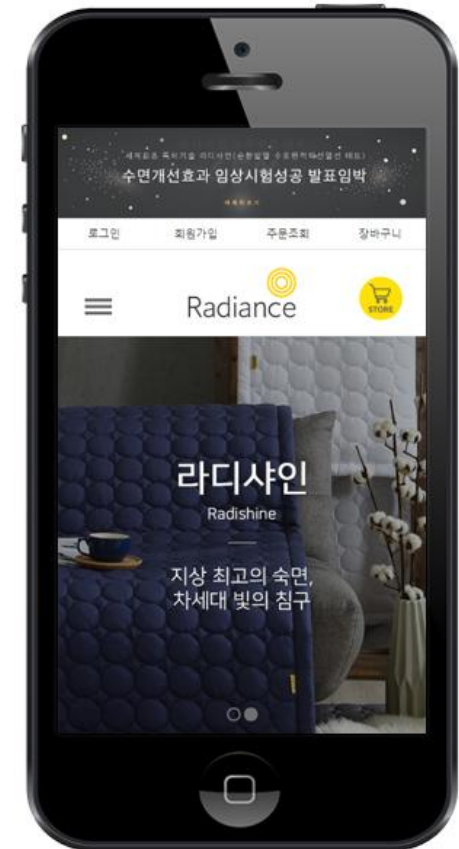 수면개선효과 임상시험성공 발표임박
로그인 회원가입 주문조회 장바구니
Radiance
STORE
라디샤인
Radishine
지상 최고의 숙면,
차세대 빛의 침구